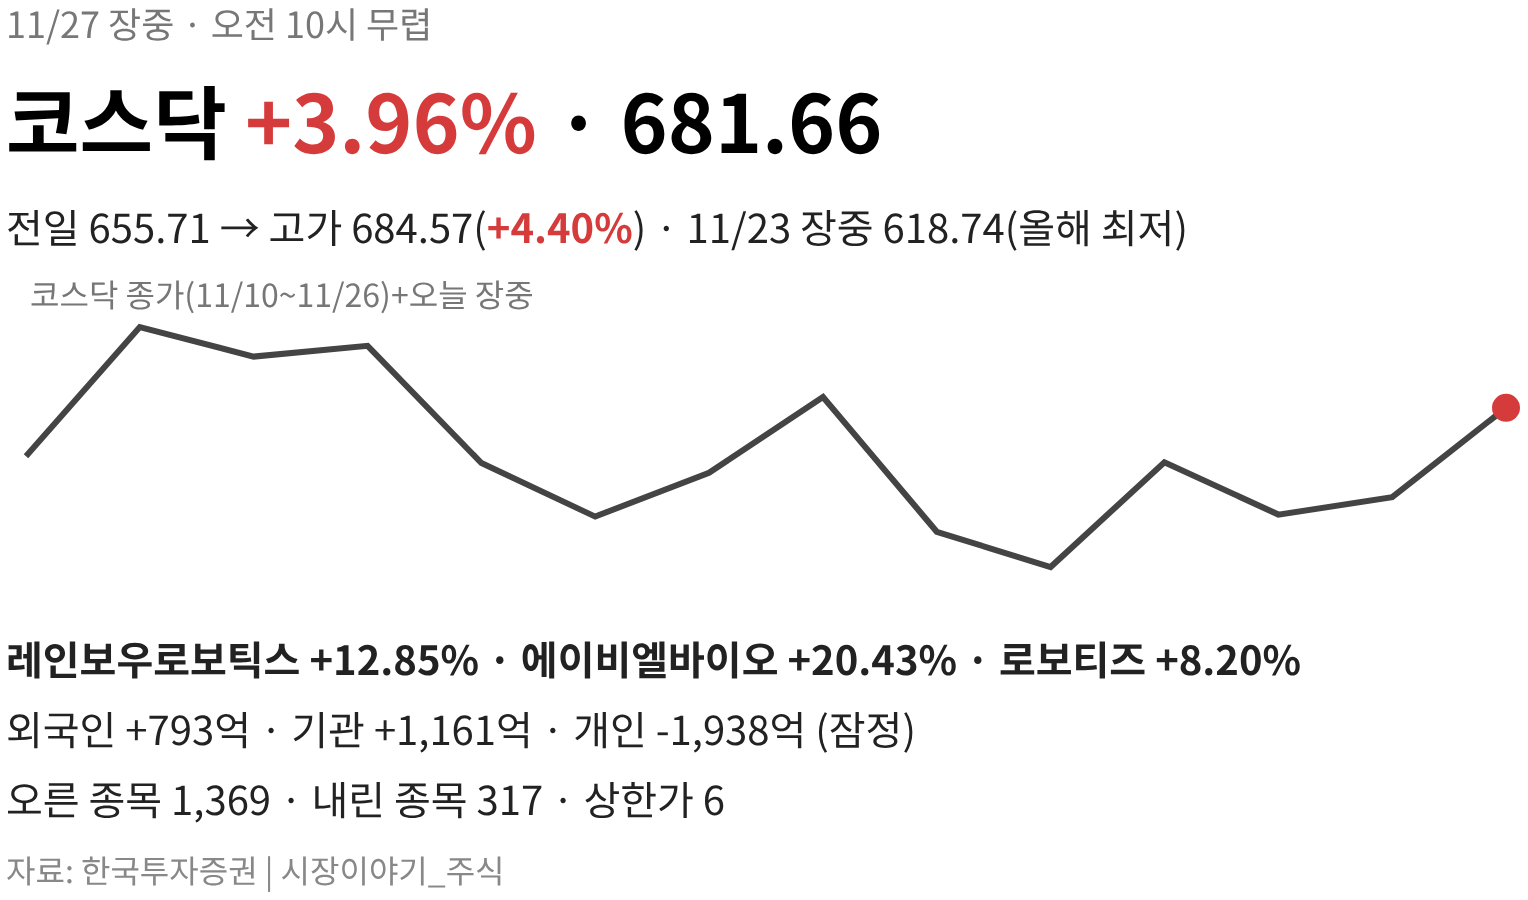 11/27 장중 · 오전 10시 무렵
코스닥 +3.96% · 681.66
전일 655.71 → 고가 684.57(+4.40%) · 11/23 장중 618.74(올해 최저)
코스닥 종가(11/10~11/26)+오늘 장중
레인보우로보틱스 +12.85% · 에이비엘바이오 +20.43% · 로보티즈 +8.20%
외국인 +793억 · 기관 +1,161억 · 개인 -1,938억 (잠정)
오른 종목 1,369 · 내린 종목 317 · 상한가 6
자료: 한국투자증권 | 시장이야기_주식